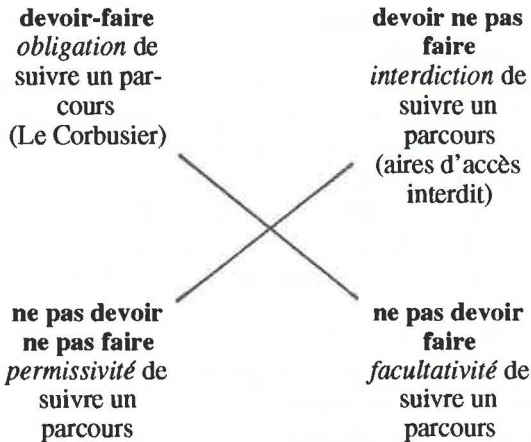 devoir-faire
obligation de
suivre un par-
cours
(Le Corbusier)
devoir ne pas
faire
interdiction de
suivre un
parcours
(aires d'accès
interdit)
ne pas devoir
ne pas faire
permissivité de
suivre un
parcours
ne pas devoir
faire
facultativité de
suivre un
parcours